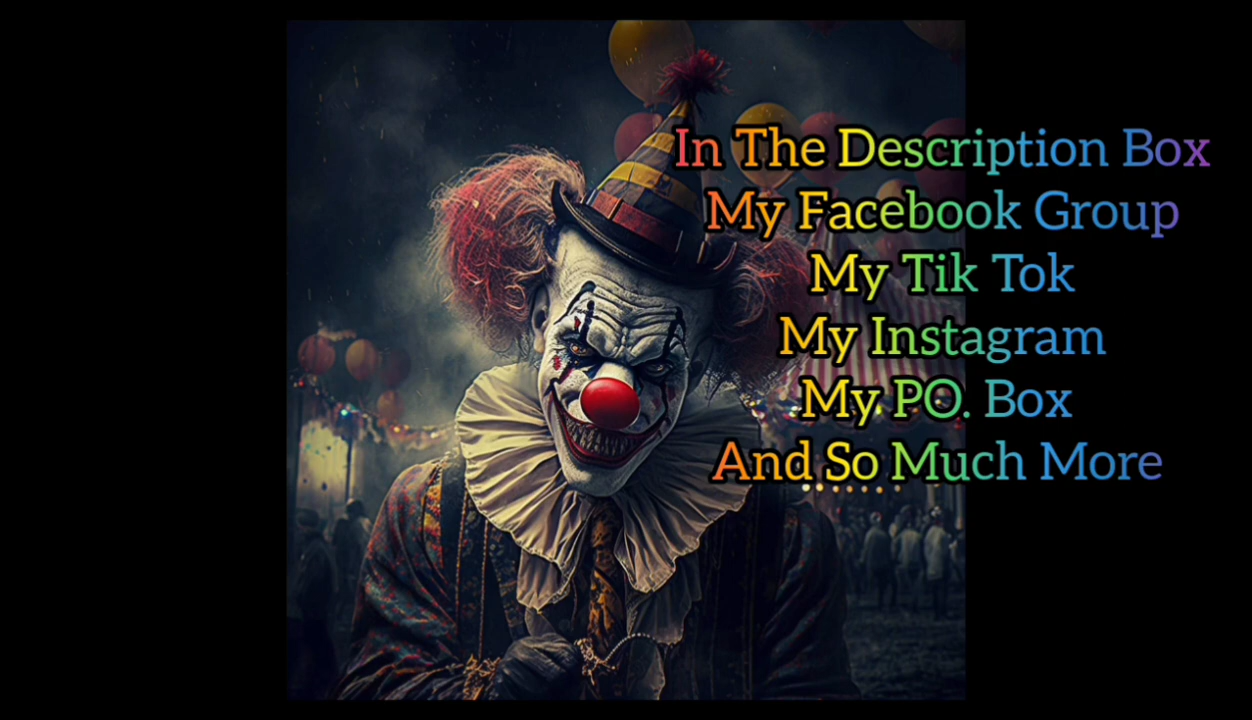 In The Description Box
My Facebook Group
My Tik Tok
My Instagram
My PO. Box
And So Much More